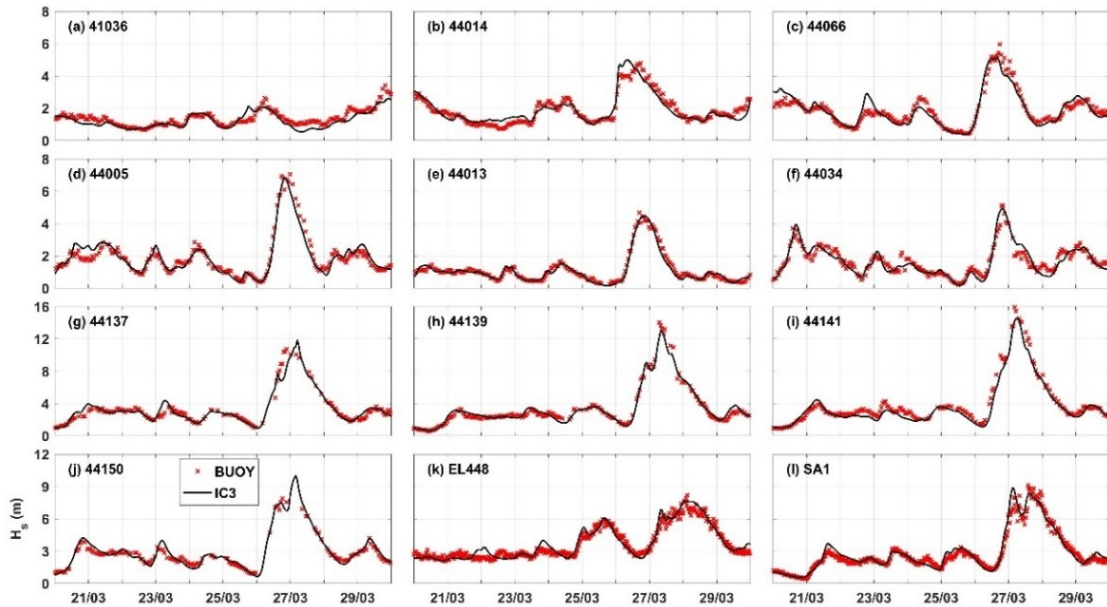 8 (a) 41036 (b) 44014 (c) 44066
6
4
2
0
8 (d) 44005 (e) 44013 (f) 44034
6
4
2
0
16 (g) 44137 (h) 44139 (i) 44141
12
8
4
0
12 (j) 44150 (k) EL448 (l) SA1
× BUOY
9
IC3
6
3
0
H_s (m)
21/03 23/03 25/03 27/03 29/03 21/03 23/03 25/03 27/03 29/03 21/03 23/03 25/03 27/03 29/03